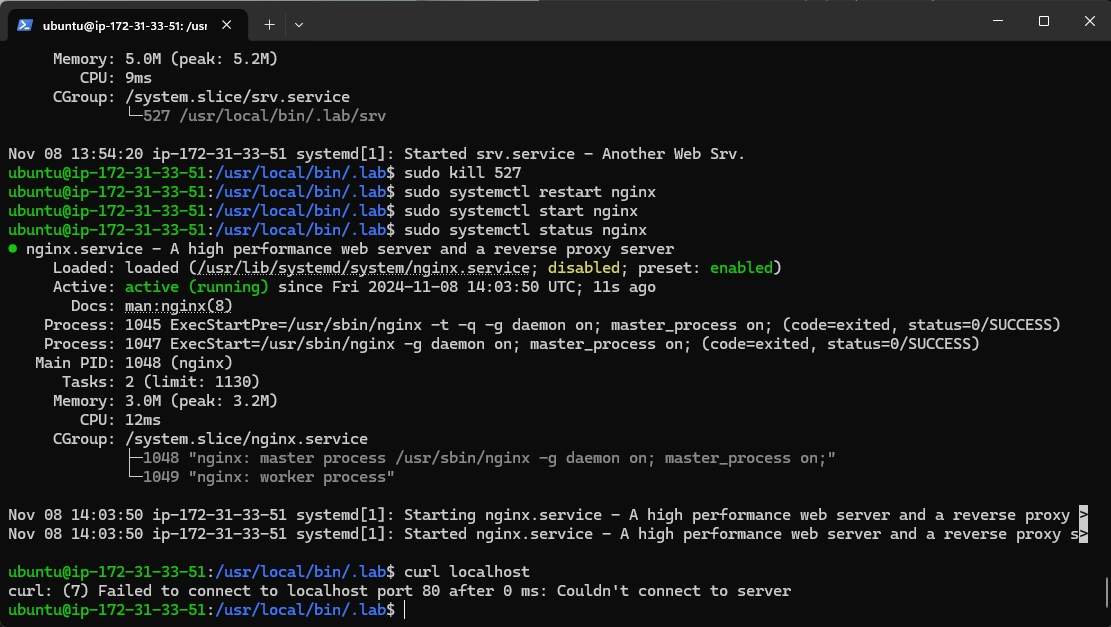 ubuntu@ip-172-31-33-51: /usr
Memory: 5.0M (peak: 5.2M)
CPU: 9ms
CGroup: /system.slice/srv.service
└─527 /usr/local/bin/.lab/srv
Nov 08 13:54:20 ip-172-31-33-51 systemd[1]: Started srv.service - Another Web Srv.
ubuntu@ip-172-31-33-51:/usr/local/bin/.lab$ sudo kill 527
ubuntu@ip-172-31-33-51:/usr/local/bin/.lab$ sudo systemctl restart nginx
ubuntu@ip-172-31-33-51:/usr/local/bin/.lab$ sudo systemctl start nginx
ubuntu@ip-172-31-33-51:/usr/local/bin/.lab$ sudo systemctl status nginx
● nginx.service - A high performance web server and a reverse proxy server
Loaded: loaded (/usr/lib/systemd/system/nginx.service; disabled; preset: enabled)
Active: active (running) since Fri 2024-11-08 14:03:50 UTC; 11s ago
Docs: man:nginx(8)
Process: 1045 ExecStartPre=/usr/sbin/nginx -t -q -g daemon on; master_process on; (code=exited, status=0/SUCCESS)
Process: 1047 ExecStart=/usr/sbin/nginx -g daemon on; master_process on; (code=exited, status=0/SUCCESS)
Main PID: 1048 (nginx)
Tasks: 2 (limit: 1130)
Memory: 3.0M (peak: 3.2M)
CPU: 12ms
CGroup: /system.slice/nginx.service
├─1048 "nginx: master process /usr/sbin/nginx -g daemon on; master_process on;"
└─1049 "nginx: worker process"
Nov 08 14:03:50 ip-172-31-33-51 systemd[1]: Starting nginx.service - A high performance web server and a reverse proxy >
Nov 08 14:03:50 ip-172-31-33-51 systemd[1]: Started nginx.service - A high performance web server and a reverse proxy s>
ubuntu@ip-172-31-33-51:/usr/local/bin/.lab$ curl localhost
curl: (7) Failed to connect to localhost port 80 after 0 ms: Couldn't connect to server
ubuntu@ip-172-31-33-51:/usr/local/bin/.lab$